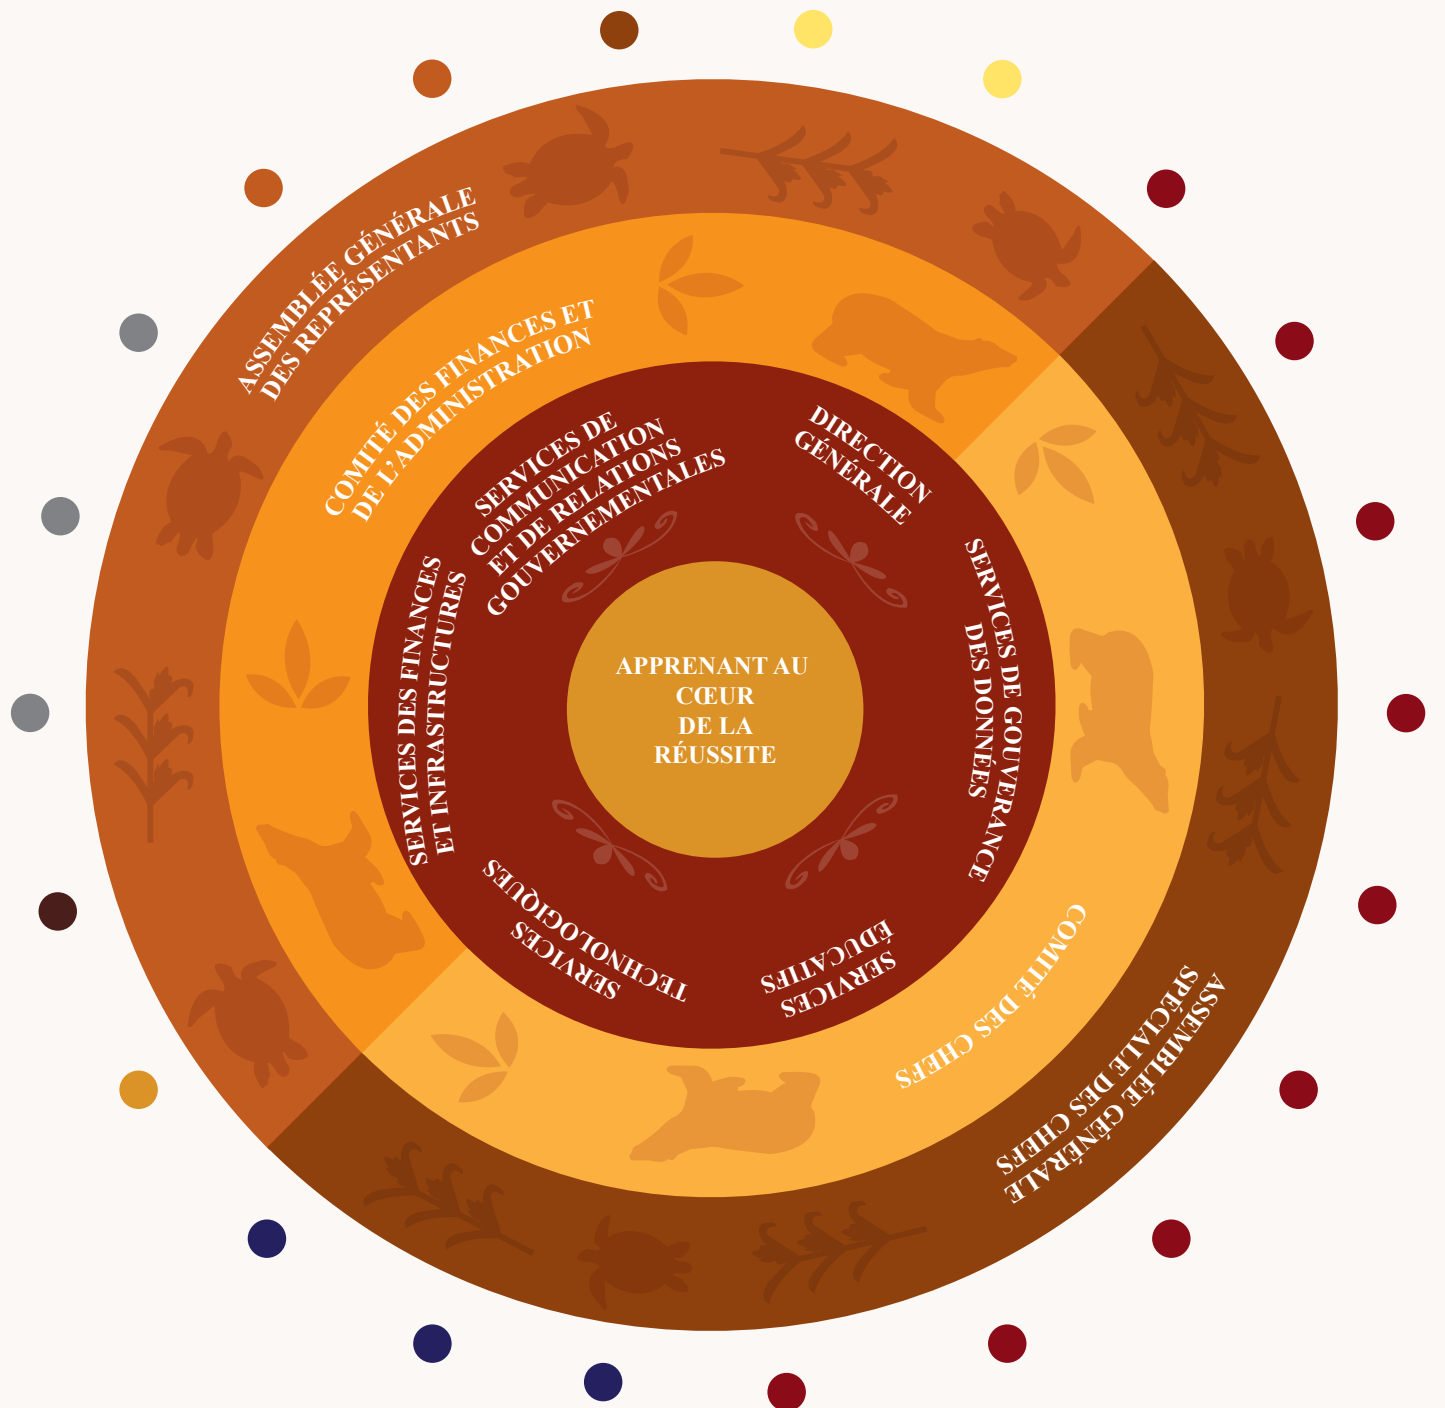 ASSEMBLÉE GÉNÉRALE
DES REPRÉSENTANTS
COMITÉ DES FINANCES ET
DE L’ADMINISTRATION
SERVICES DE
COMMUNICATION
ET DE RELATIONS
GOUVERNEMENTALES
DIRECTION
GÉNÉRALE
SERVICES DES FINANCES
ET INFRASTRUCTURES
SERVICES DE GOUVERANCE
DES DONNÉES
APPRENANT AU
CŒUR
DE LA
RÉUSSITE
TECHNOLOGIQUES
SERVICES
ÉDUCATIFS
SERVICES
COMITÉ DES CHEFS
ASSEMBLÉE GÉNÉRALE
SPÉCIALE DES CHEFS